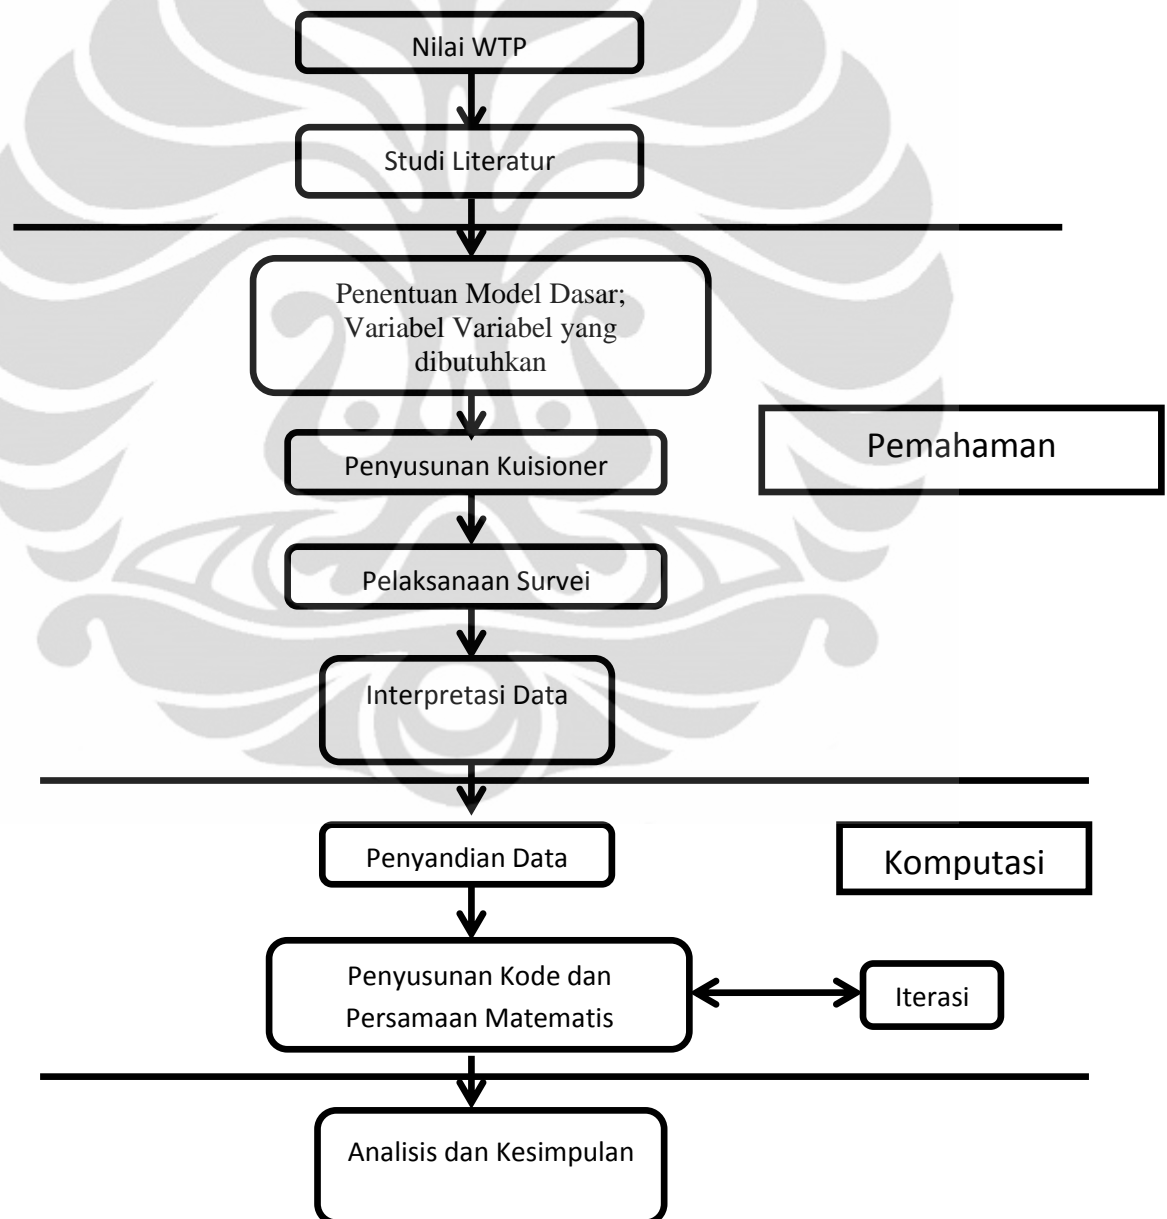 Nilai WTP
Studi Literatur
Penentuan Model Dasar;
Variabel Variabel yang
dibutuhkan
Pemahaman
Penyusunan Kuisioner
Pelaksanaan Survei
Interpretasi Data
Penyandian Data
Komputasi
Penyusunan Kode dan
Persamaan Matematis
Iterasi
Analisis dan Kesimpulan